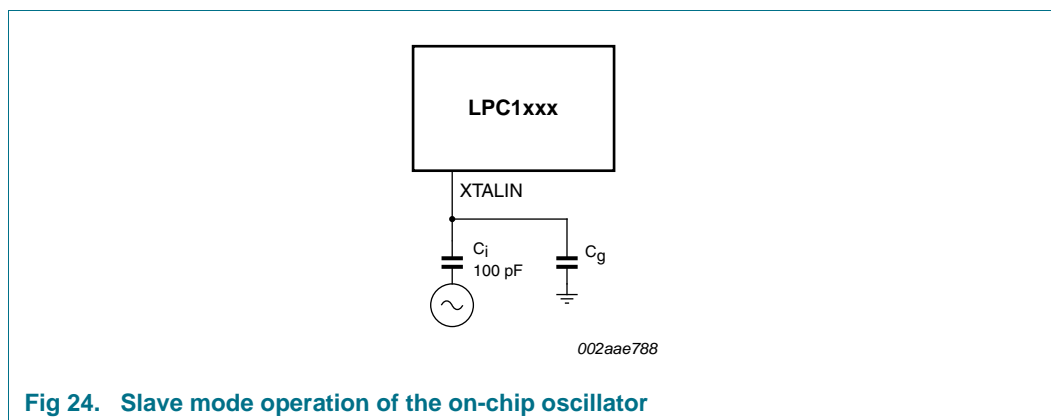 LPC1xxx
XTALIN
Ci
100 pF
Cg
002aae788
Fig 24. Slave mode operation of the on-chip oscillator